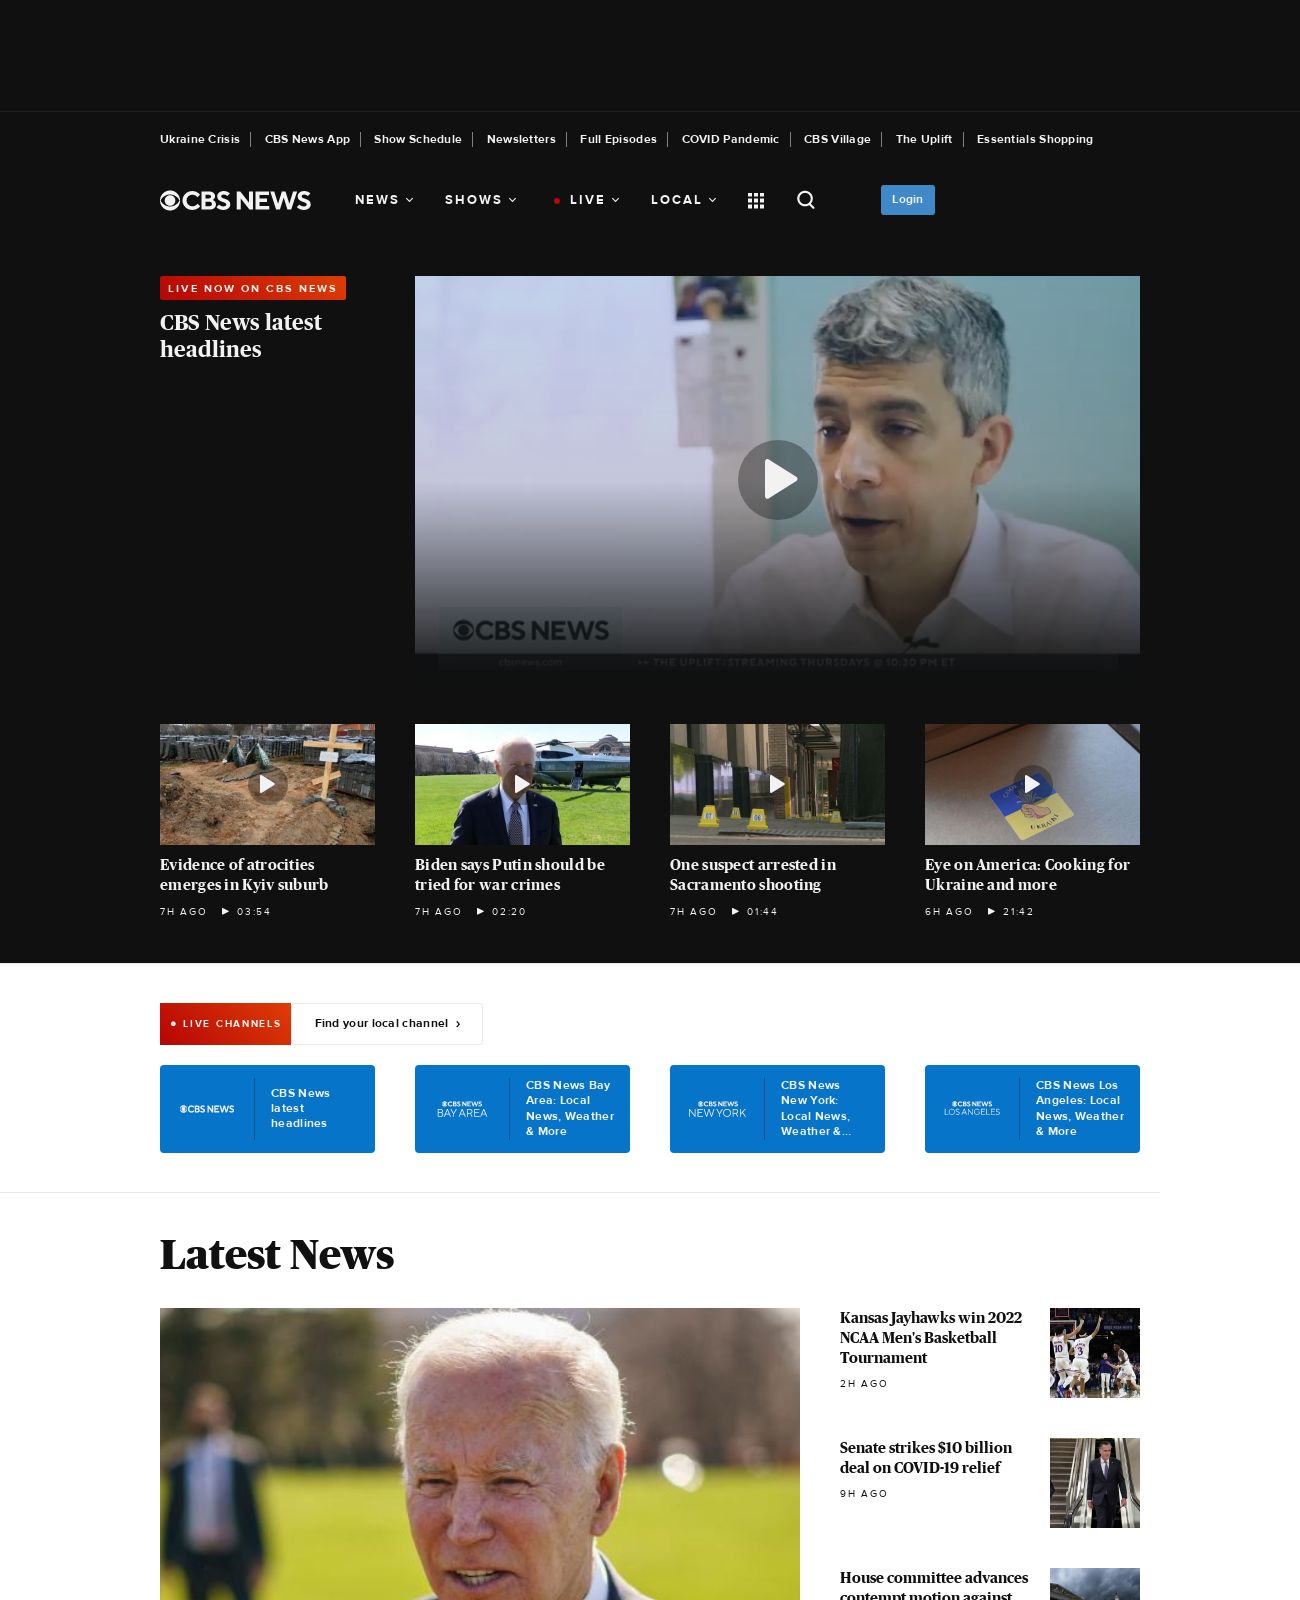 Ukraine Crisis
CBS News App
Show Schedule
Newsletters
Full Episodes
COVID Pandemic
CBS Village
The Uplift
Essentials Shopping
CBS NEWS
NEWS
SHOWS
LIVE
LOCAL
Login
LIVE NOW ON CBS NEWS
CBS News latest
headlines
CBS NEWS
cbsnews.com
THE UPLIFT: STREAMING THURSDAYS @ 10:30 PM ET
Evidence of atrocities
emerges in Kyiv suburb
7H AGO 03:54
Biden says Putin should be
tried for war crimes
7H AGO 02:20
One suspect arrested in
Sacramento shooting
7H AGO 01:44
UKRAINE
Eye on America: Cooking for
Ukraine and more
6H AGO 21:42
LIVE CHANNELS
Find your local channel ›
CBS NEWS
CBS News
latest
headlines
CBS NEWS
BAY AREA
CBS News Bay
Area: Local
News, Weather
& More
CBS NEWS
NEW YORK
CBS News
New York:
Local News,
Weather &...
CBS NEWS
LOS ANGELES
CBS News Los
Angeles: Local
News, Weather
& More
Latest News
Kansas Jayhawks win 2022
NCAA Men's Basketball
Tournament
2H AGO
Senate strikes $10 billion
deal on COVID-19 relief
9H AGO
House committee advances
contempt motion against